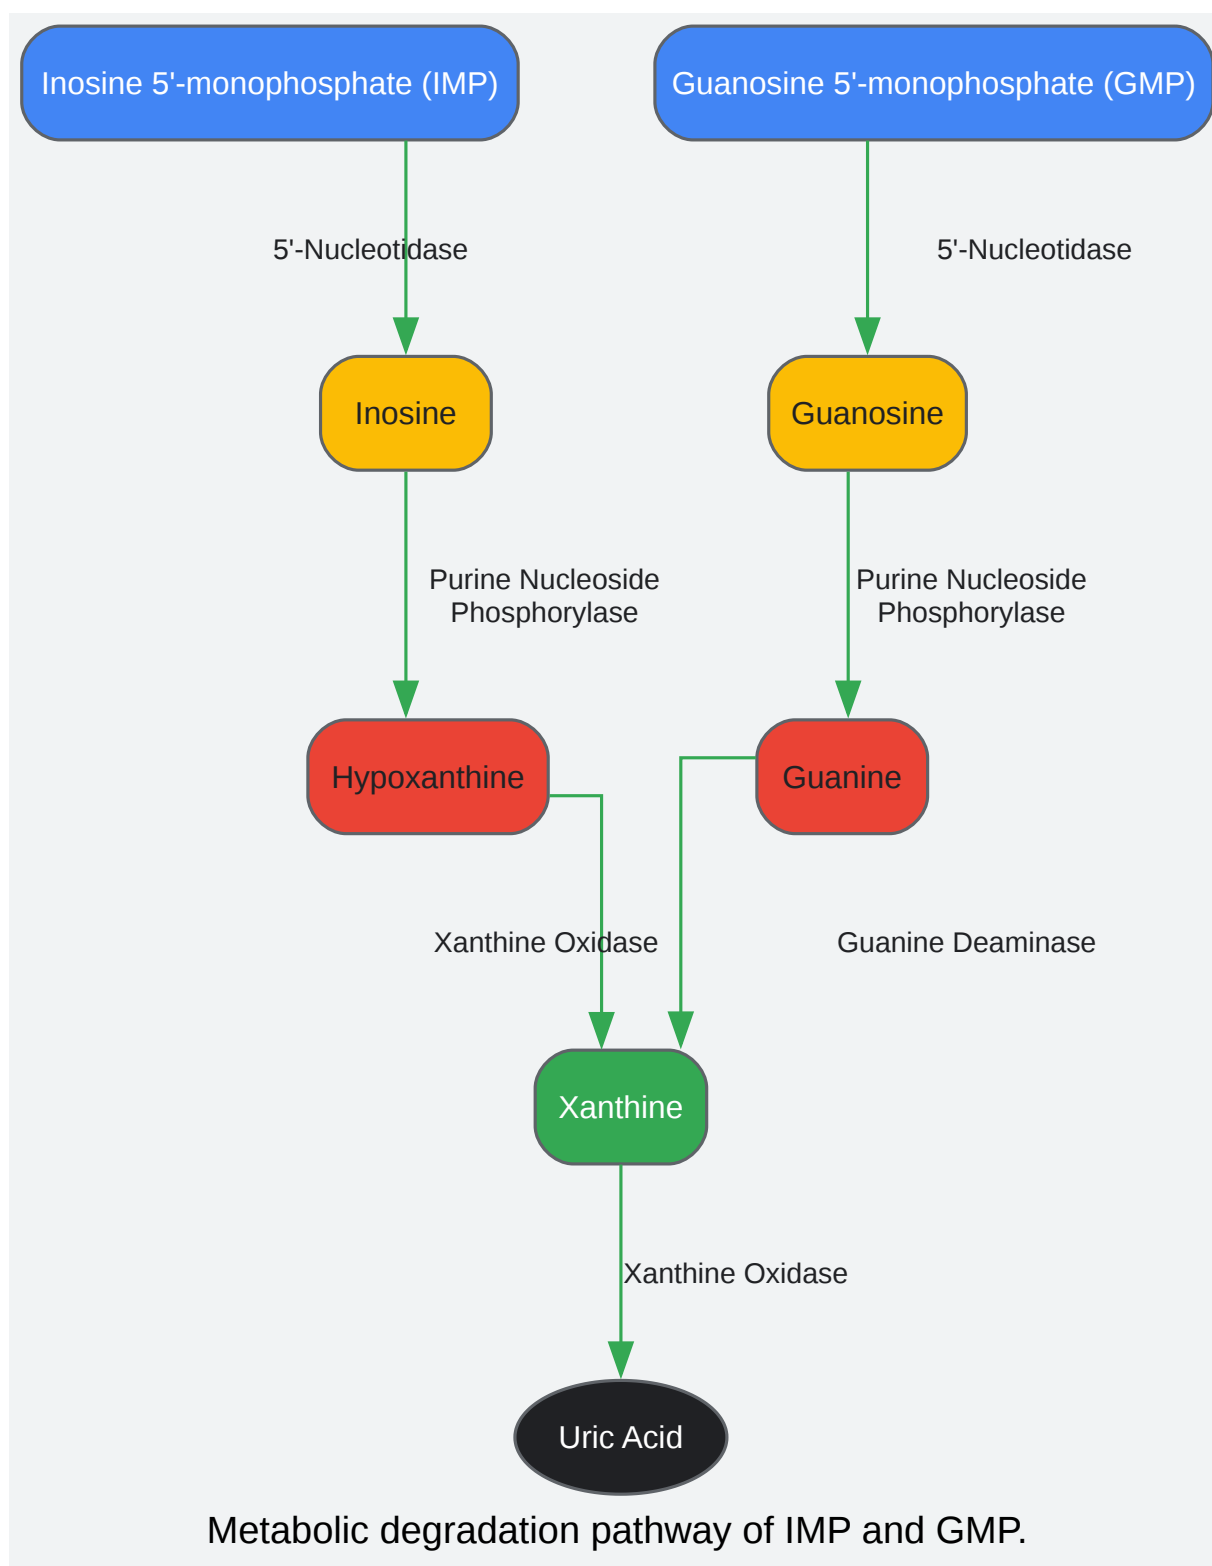 Inosine 5'-monophosphate (IMP)
Guanosine 5'-monophosphate (GMP)
5'-Nucleotidase
5'-Nucleotidase
Inosine
Guanosine
Purine Nucleoside
Phosphorylase
Purine Nucleoside
Phosphorylase
Hypoxanthine
Guanine
Xanthine Oxidase
Guanine Deaminase
Xanthine
Xanthine Oxidase
Uric Acid
Metabolic degradation pathway of IMP and GMP.